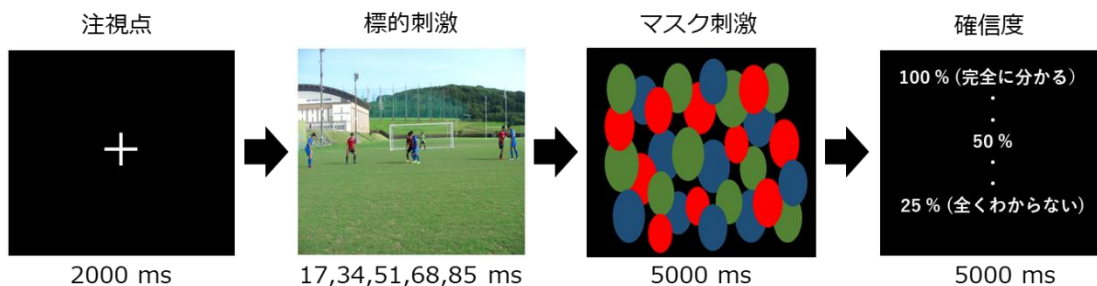 注視点
標的刺激
マスク刺激
確信度
100 % (完全に分かる)
50 %
25 % (全くわからない)
2000 ms
17,34,51,68,85 ms
5000 ms
5000 ms